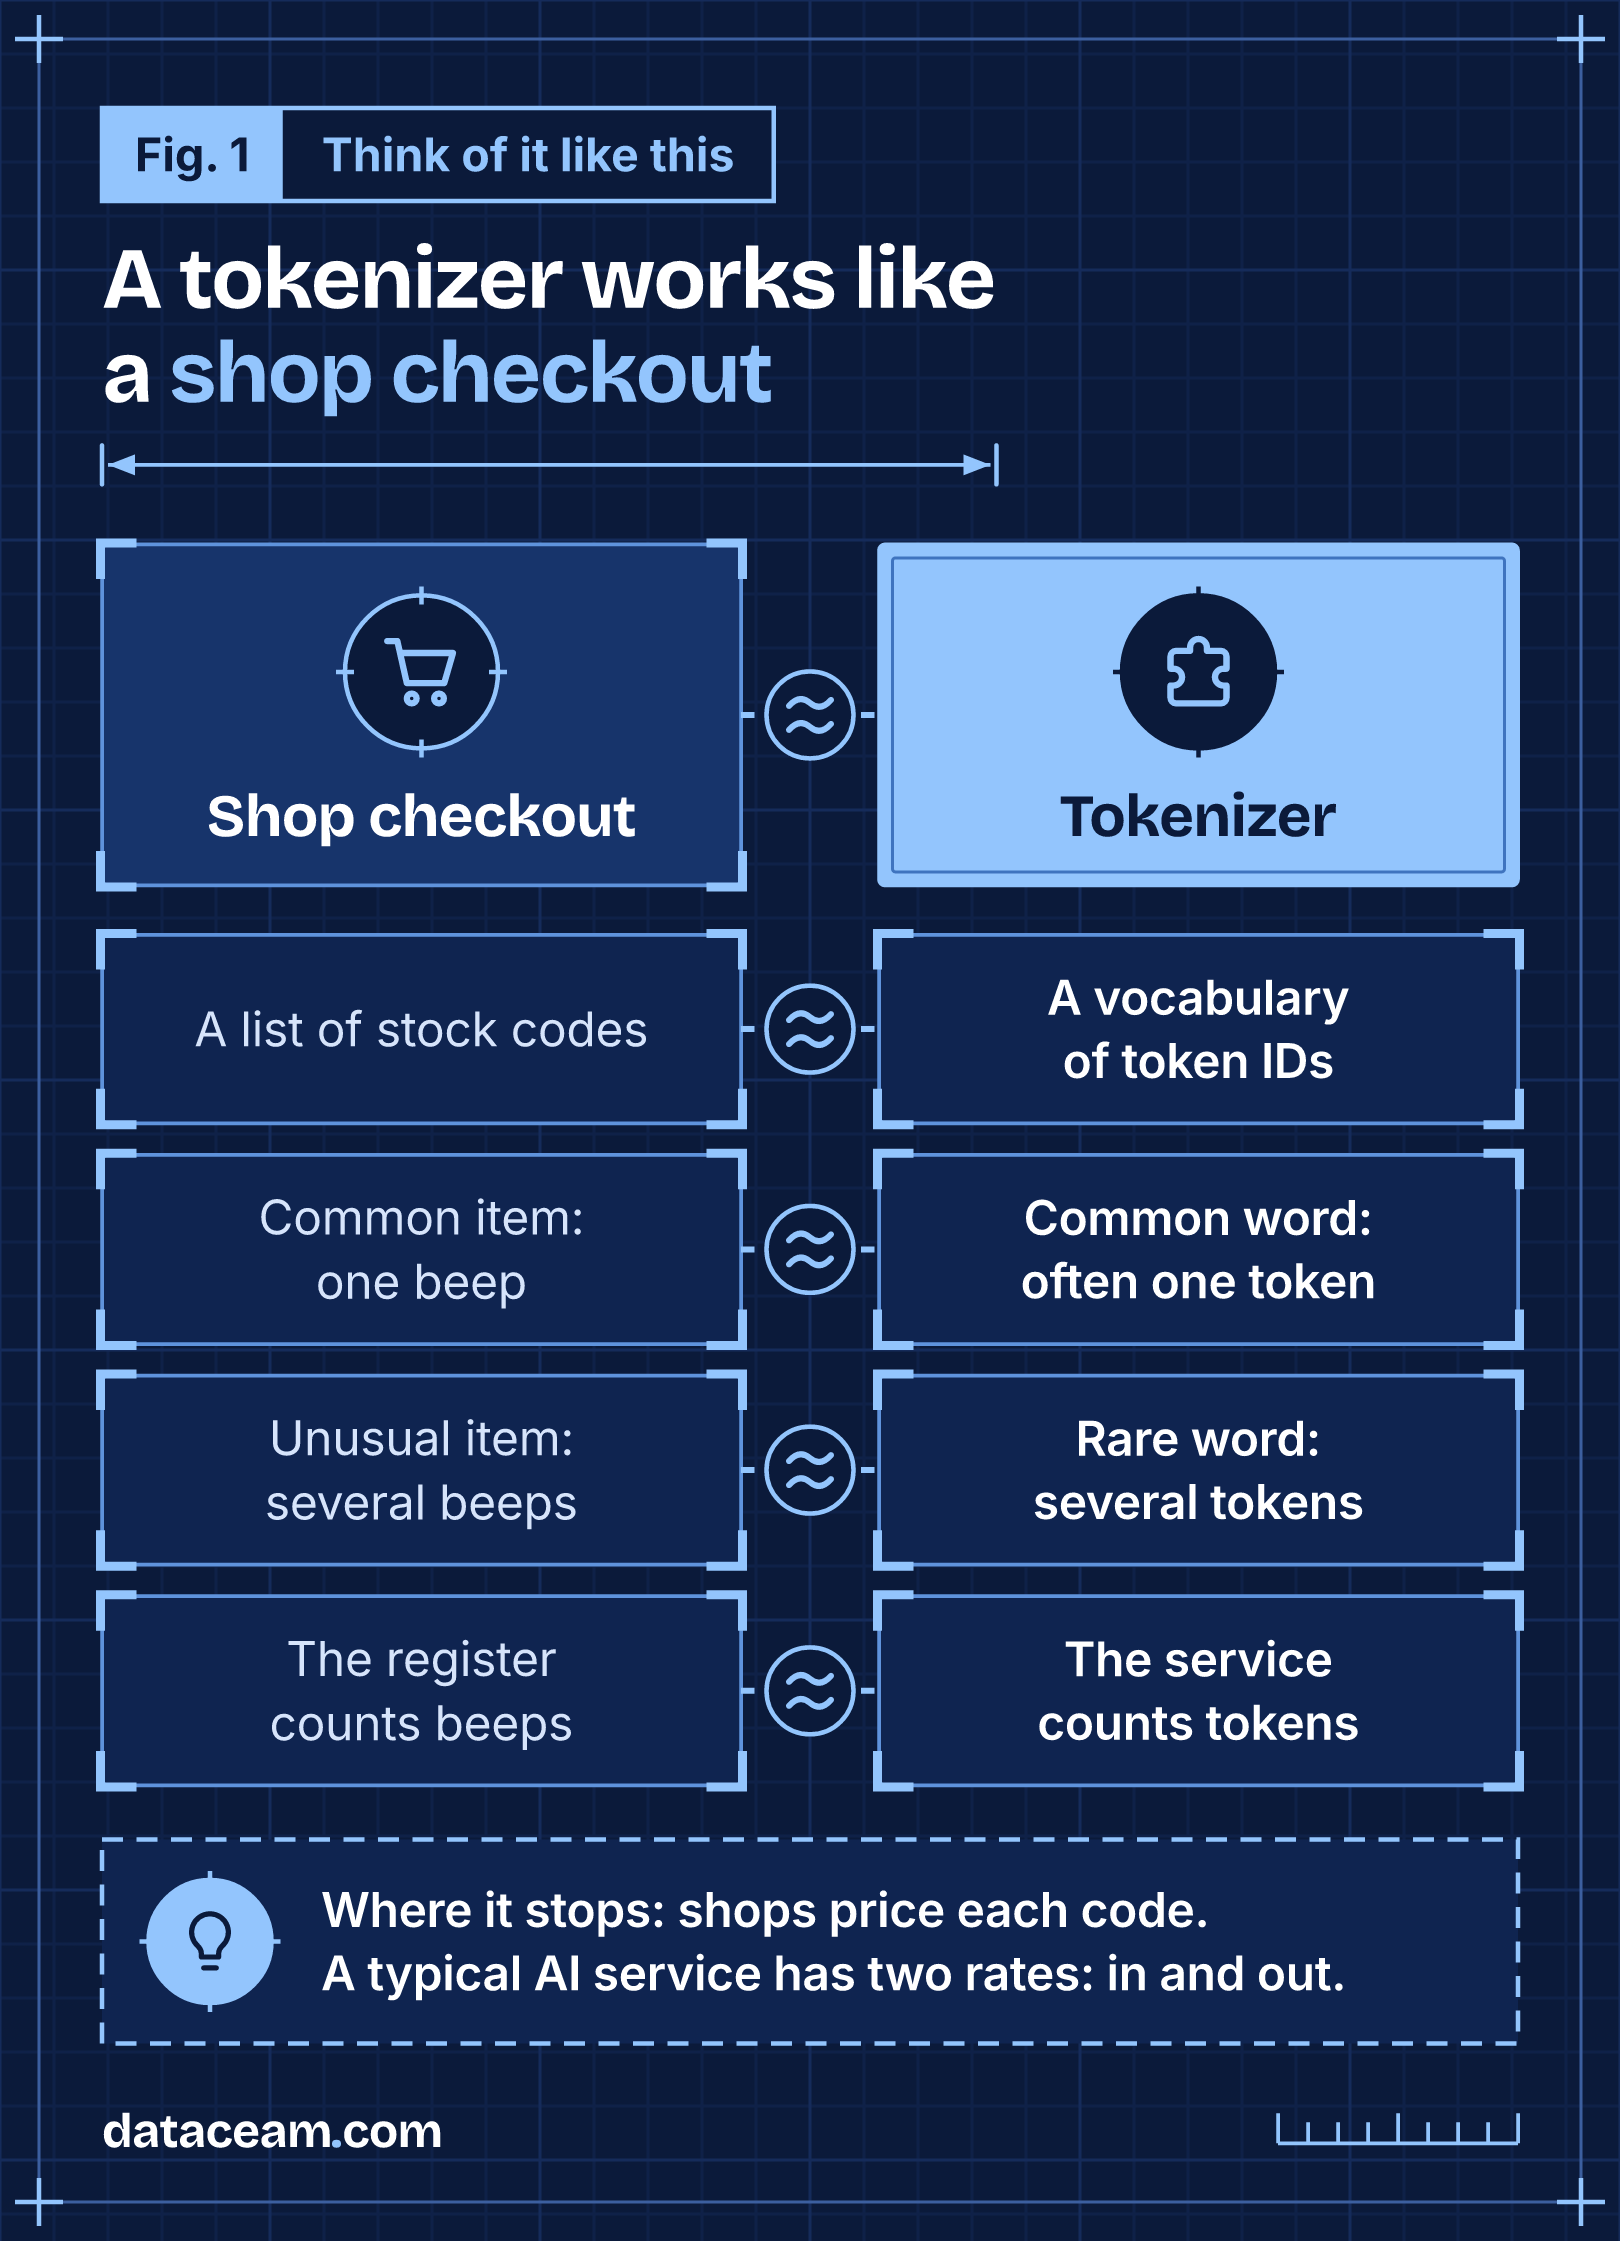 Fig. 1
Think of it like this
A tokenizer works like
a shop checkout
Shop checkout
Tokenizer
A list of stock codes
A vocabulary
of token IDs
Common item:
one beep
Common word:
often one token
Unusual item:
several beeps
Rare word:
several tokens
The register
counts beeps
The service
counts tokens
Where it stops: shops price each code.
A typical AI service has two rates: in and out.
dataceam.com